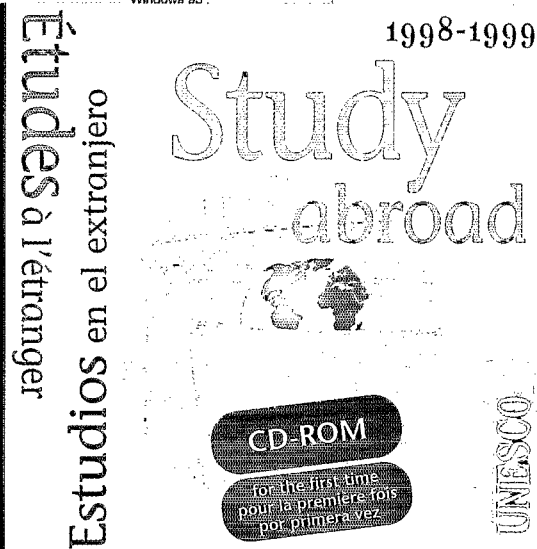 1998-1999
Study
abroad
Études à l'étranger
Estudios en el extranjero
CD-ROM
for the first time
pour la première fois
por primera vez
UNESCO